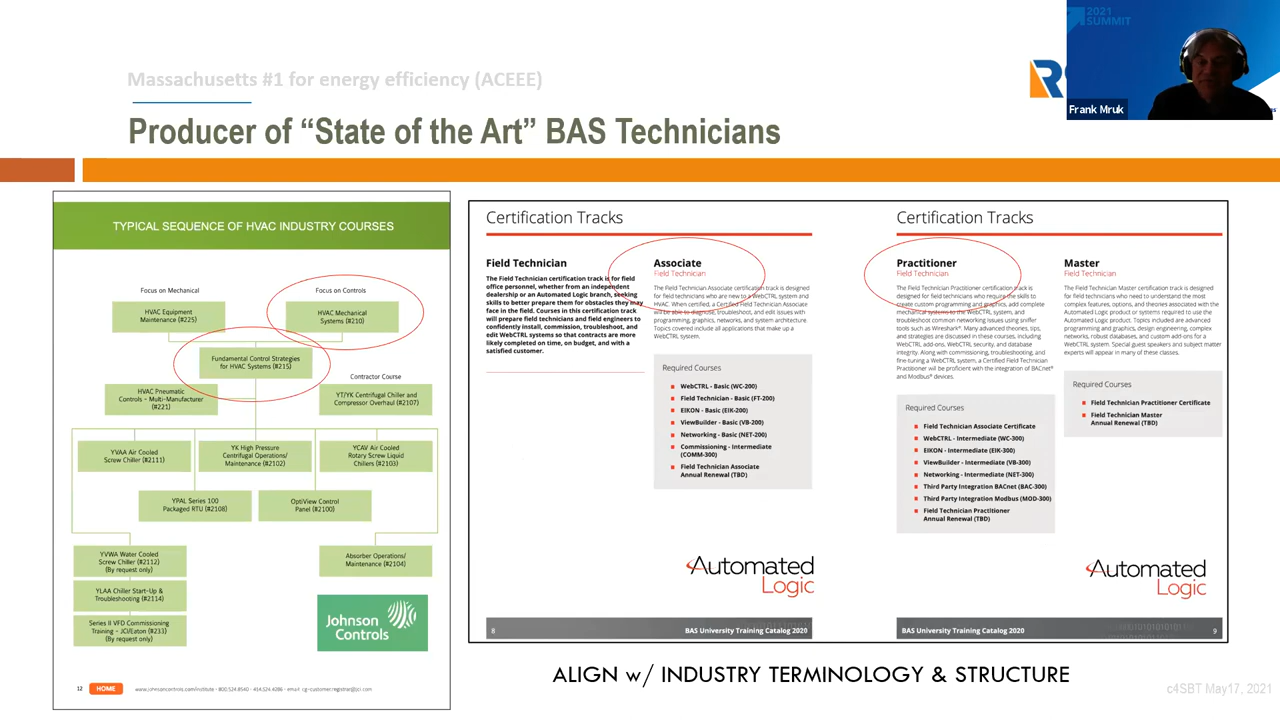 Massachusetts #1 for energy efficiency (ACEEE)
Producer of “State of the Art” BAS Technicians
2021
SUMMIT
Frank Mruk
TYPICAL SEQUENCE OF HVAC INDUSTRY COURSES
Focus on Mechanical
Focus on Controls
HVAC Equipment
Maintenance (#225)
HVAC Mechanical
Systems (#210)
Fundamental Control Strategies
for HVAC Systems (#215)
Contractor Course
HVAC Pneumatic
Controls – Multi-Manufacturer
(#221)
YT/YK Centrifugal Chiller and
Compressor Overhaul (#2107)
YVAA Air Cooled
Screw Chiller (#2111)
YK High Pressure
Centrifugal Operations/
Maintenance (#2102)
YCAV Air Cooled
Rotary Screw Liquid
Chillers (#2103)
YPAL Series 100
Packaged RTU (#2108)
OptiView Control
Panel (#2100)
YVWA Water Cooled
Screw Chiller (#2112)
(By request only)
Absorber Operations/
Maintenance (#2104)
YLAA Chiller Start-Up &
Troubleshooting (#2114)
Series II VFD Commissioning
Training – JCI/Eaton (#233)
(By request only)
Johnson
Controls
12 HOME www.johnsoncontrols.com/institute • 800.524.8540 • 414.524.4286 • email: cg-customer.registrar@jci.com
Certification Tracks
Field Technician
The Field Technician certification track is for field
office personnel, whether from an independent
dealership or an Automated Logic branch, seeking
skills to better prepare them for obstacles they may
face in the field. Courses in this certification track
will prepare field technicians and field engineers to
confidently install, commission, troubleshoot, and
edit WebCTRL systems so that contracts are more
likely completed on time, on budget, and with a
satisfied customer.
Associate
Field Technician
The Field Technician Associate certification track is designed
for field technicians who are new to a WebCTRL system and
HVAC. When certified, a Certified Field Technician Associate
will be able to diagnose, troubleshoot, and edit issues with
programming, graphics, networks, and system architecture.
Topics covered include all applications that make up a
WebCTRL system.
Required Courses
WebCTRL - Basic (WC-200)
Field Technician - Basic (FT-200)
EIKON - Basic (EIK-200)
ViewBuilder - Basic (VB-200)
Networking - Basic (NET-200)
Commissioning - Intermediate
(COMM-300)
Field Technician Associate
Annual Renewal (TBD)
Automated
Logic
8 BAS University Training Catalog 2020
Certification Tracks
Practitioner
Field Technician
The Field Technician Practitioner certification track is
designed for field technicians who require the skills to
create custom programming and graphics, add complete
mechanical systems to the WebCTRL system, and
troubleshoot common networking issues using sniffer
tools such as Wireshark®. Many advanced theories, tips,
and strategies are discussed in these courses, including
WebCTRL add-ons, WebCTRL security, and database
integrity. Along with commissioning, troubleshooting, and
fine-tuning a WebCTRL system, a Certified Field Technician
Practitioner will be proficient with the integration of BACnet®
and Modbus® devices.
Required Courses
Field Technician Associate Certificate
WebCTRL - Intermediate (WC-300)
EIKON - Intermediate (EIK-300)
ViewBuilder - Intermediate (VB-300)
Networking - Intermediate (NET-300)
Third Party Integration BACnet (BAC-300)
Third Party Integration Modbus (MOD-300)
Field Technician Practitioner
Annual Renewal (TBD)
Master
Field Technician
The Field Technician Master certification track is designed
for field technicians who need to understand the most
complex features, options, and theories associated with the
Automated Logic product or systems required to use the
Automated Logic product. Topics included are advanced
programming and graphics, design engineering, complex
networks, robust databases, and custom add-ons for a
WebCTRL system. Special guest speakers and subject matter
experts will appear in many of these classes.
Required Courses
Field Technician Practitioner Certificate
Field Technician Master
Annual Renewal (TBD)
Automated
Logic
BAS University Training Catalog 2020 9
ALIGN w/ INDUSTRY TERMINOLOGY & STRUCTURE
c4SBT May17, 2021